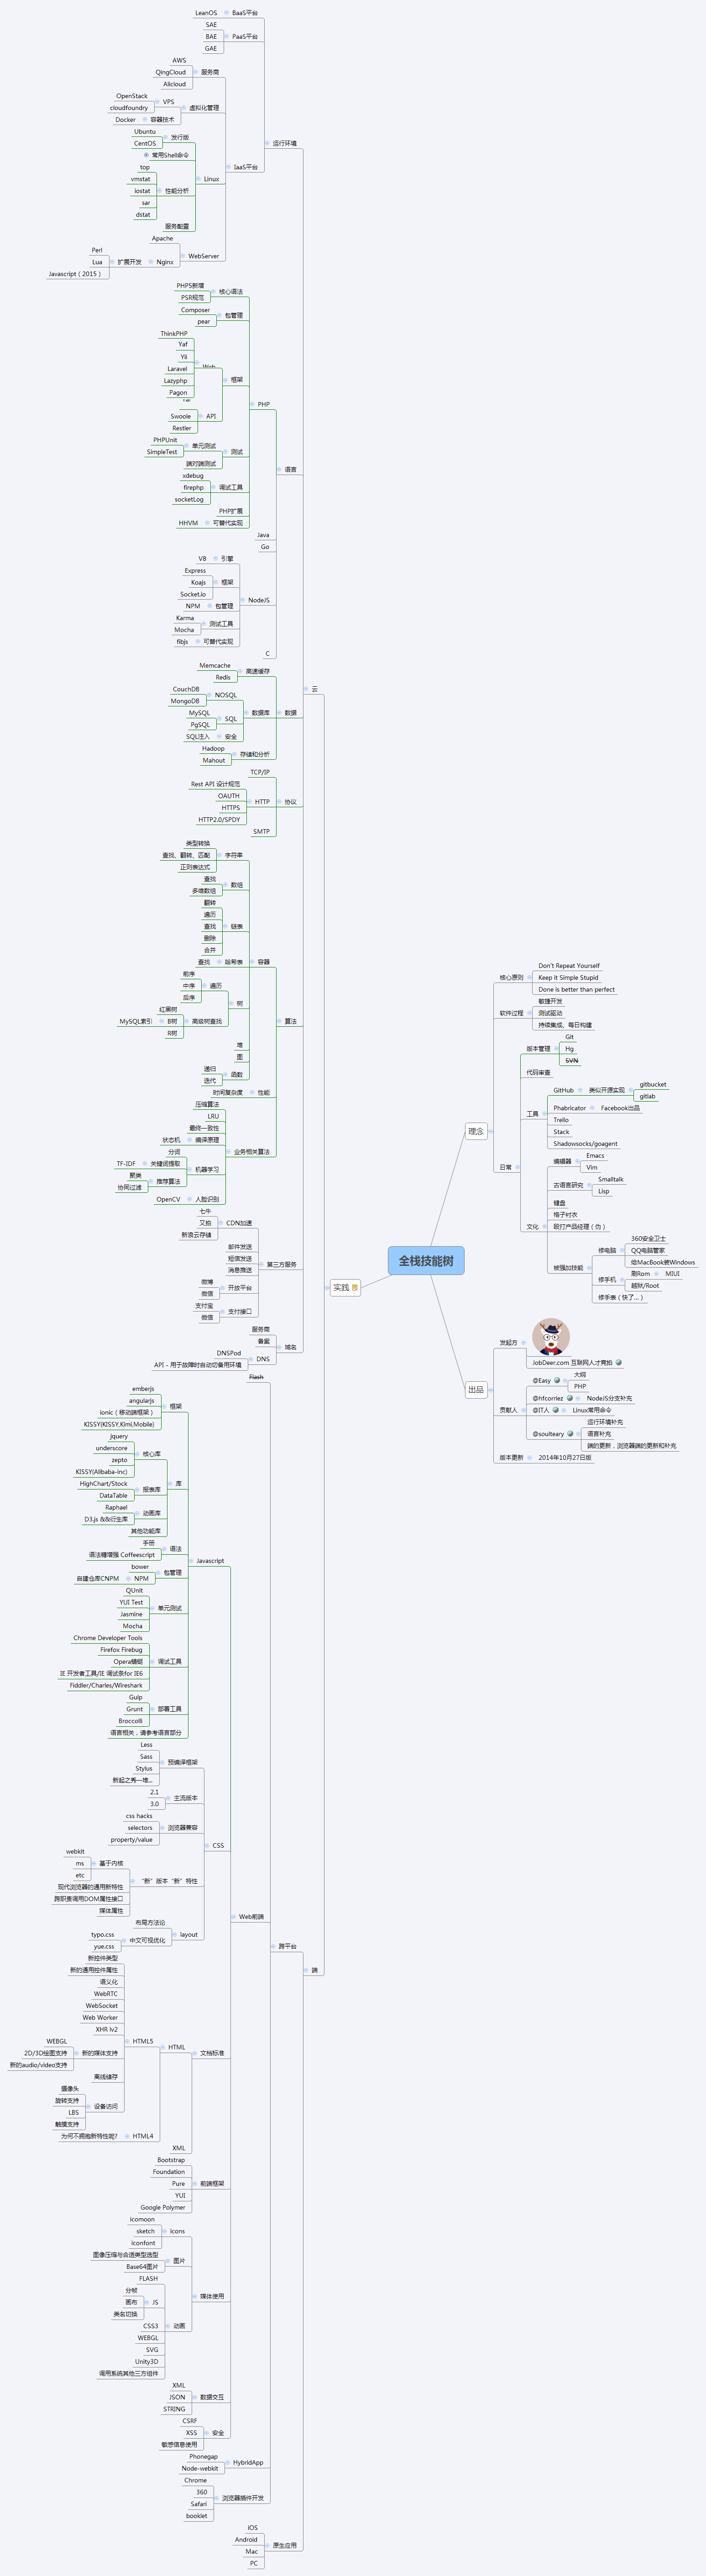 LeanOS
BaaS平台
SAE
BAE
GAE
PaaS平台
AWS
QingCloud
Alicloud
服务商
OpenStack
cloudfoundry
VPS
Docker
容器技术
虚拟化管理
Ubuntu
CentOS
发行版
常用Shell命令
top
vmstat
iostat
sar
dstat
性能分析
服务配置
Linux
IaaS平台
Apache
Perl
Lua
Javascript（2015）
扩展开发
Nginx
WebServer
运行环境
PHP5新增
PSR规范
核心语法
Composer
pear
包管理
ThinkPHP
Yaf
Yii
Laravel
Lazyphp
Pagon
Web
框架
Swoole
Restler
API
PHPUnit
SimpleTest
单元测试
端对端测试
测试
xdebug
firephp
socketLog
调试工具
PHP扩展
HHVM
可替代实现
PHP
语言
Java
Go
V8
引擎
Express
Koajs
Socket.io
框架
NPM
包管理
Karma
Mocha
测试工具
fibjs
可替代实现
NodeJS
C
云
Memcache
Redis
高速缓存
CouchDB
MongoDB
NOSQL
MySQL
PgSQL
SQL
SQL注入
安全
数据库
Hadoop
Mahout
存储和分析
数据
TCP/IP
Rest API 设计规范
OAUTH
HTTPS
HTTP2.0/SPDY
HTTP
SMTP
协议
类型转换
查找、翻转、匹配
正则表达式
字符串
查找
多维数组
数组
翻转
遍历
查找
删除
合并
链表
查找
哈希表
容器
前序
中序
后序
遍历
红黑树
MySQL索引
B树
R树
高级树查找
树
堆
图
递归
迭代
函数
时间复杂度
性能
算法
压缩算法
LRU
最终一致性
状态机
编译原理
分词
TF-IDF
关键词提取
聚类
协同过滤
推荐算法
机器学习
OpenCV
人脸识别
业务相关算法
七牛
又拍
新浪云存储
CDN加速
邮件发送
短信发送
消息推送
微博
微信
开放平台
支付宝
微信
支付接口
第三方服务
服务商
备案
DNSPod
API - 用于故障时自动切备用环境
DNS
域名
实践
全栈技能树
理念
核心原则
Don't Repeat Yourself
Keep it Simple Stupid
Done is better than perfect
软件过程
敏捷开发
测试驱动
持续集成、每日构建
日常
版本管理
Git
Hg
SVN
代码审查
工具
GitHub
类似开源实现
gitbucket
gitlab
Phabricator
Facebook出品
Trello
Stack
Shadowsocks/goagent
文化
编辑器
Emacs
Vim
古语言研究
Smalltalk
Lisp
键盘
格子衬衣
殴打产品经理（伪）
被强加技能
修电脑
360安全卫士
QQ电脑管家
给MacBook装Windows
修手机
刷Rom
MIUI
越狱/Root
修手表（快了...）
出品
发起方
JobDeer.com 互联网人才竞拍
贡献人
@Easy
大纲
PHP
@hfcorriez
NodeJS分支补充
@IT人
Linux常用命令
@soulteary
运行环境补充
语言补充
端的更新，浏览器端的更新和补充
版本更新
2014年10月27日版
Flash
emberjs
angularjs
ionic（移动端框架）
KISSY(KISSY,Kimi,Mobile)
框架
jquery
underscore
zepto
KISSY(Alibaba-Inc)
核心库
HighChart/Stock
DataTable
报表库
Raphael
D3.js &&衍生库
动画库
其他功能库
库
手册
语法糖增强 Coffeescript
语法
bower
自建仓库CNPM
NPM
包管理
QUnit
YUI Test
Jasmine
Mocha
单元测试
Chrome Developer Tools
Firefox Firebug
Opera蜻蜓
IE 开发者工具/IE 调试条for IE6
Fiddler/Charles/Wireshark
调试工具
Gulp
Grunt
Broccolli
部署工具
语言相关，请参考语言部分
Javascript
Less
Sass
Stylus
新起之秀一堆...
预编译框架
2.1
3.0
主流版本
css hacks
selectors
property/value
浏览器兼容
webkit
ms
etc
基于内核
现代浏览器的通用新特性
跨职责调用DOM属性接口
媒体属性
“新”版本“新”特性
布局方法论
typo.css
yue.css
中文可视优化
layout
CSS
Web前端
跨平台
端
新控件类型
新的通用控件属性
语义化
WebRTC
WebSocket
Web Worker
XHR lv2
WEBGL
2D/3D绘图支持
新的audio/video支持
新的媒体支持
离线储存
摄像头
旋转支持
LBS
触摸支持
设备访问
HTML5
为何不拥抱新特性呢？
HTML4
HTML
XML
文档标准
Bootstrap
Foundation
Pure
YUI
Google Polymer
前端框架
icomoon
sketch
iconfont
icons
图像压缩与合适类型选型
Base64图片
图片
FLASH
分帧
画布
类名切换
JS
CSS3
WEBGL
SVG
Unity3D
调用系统其他三方组件
动画
媒体使用
XML
JSON
STRING
数据交互
CSRF
XSS
敏感信息使用
安全
Phonegap
Node-webkit
HybridApp
Chrome
360
Safari
booklet
浏览器插件开发
iOS
Android
Mac
PC
原生应用